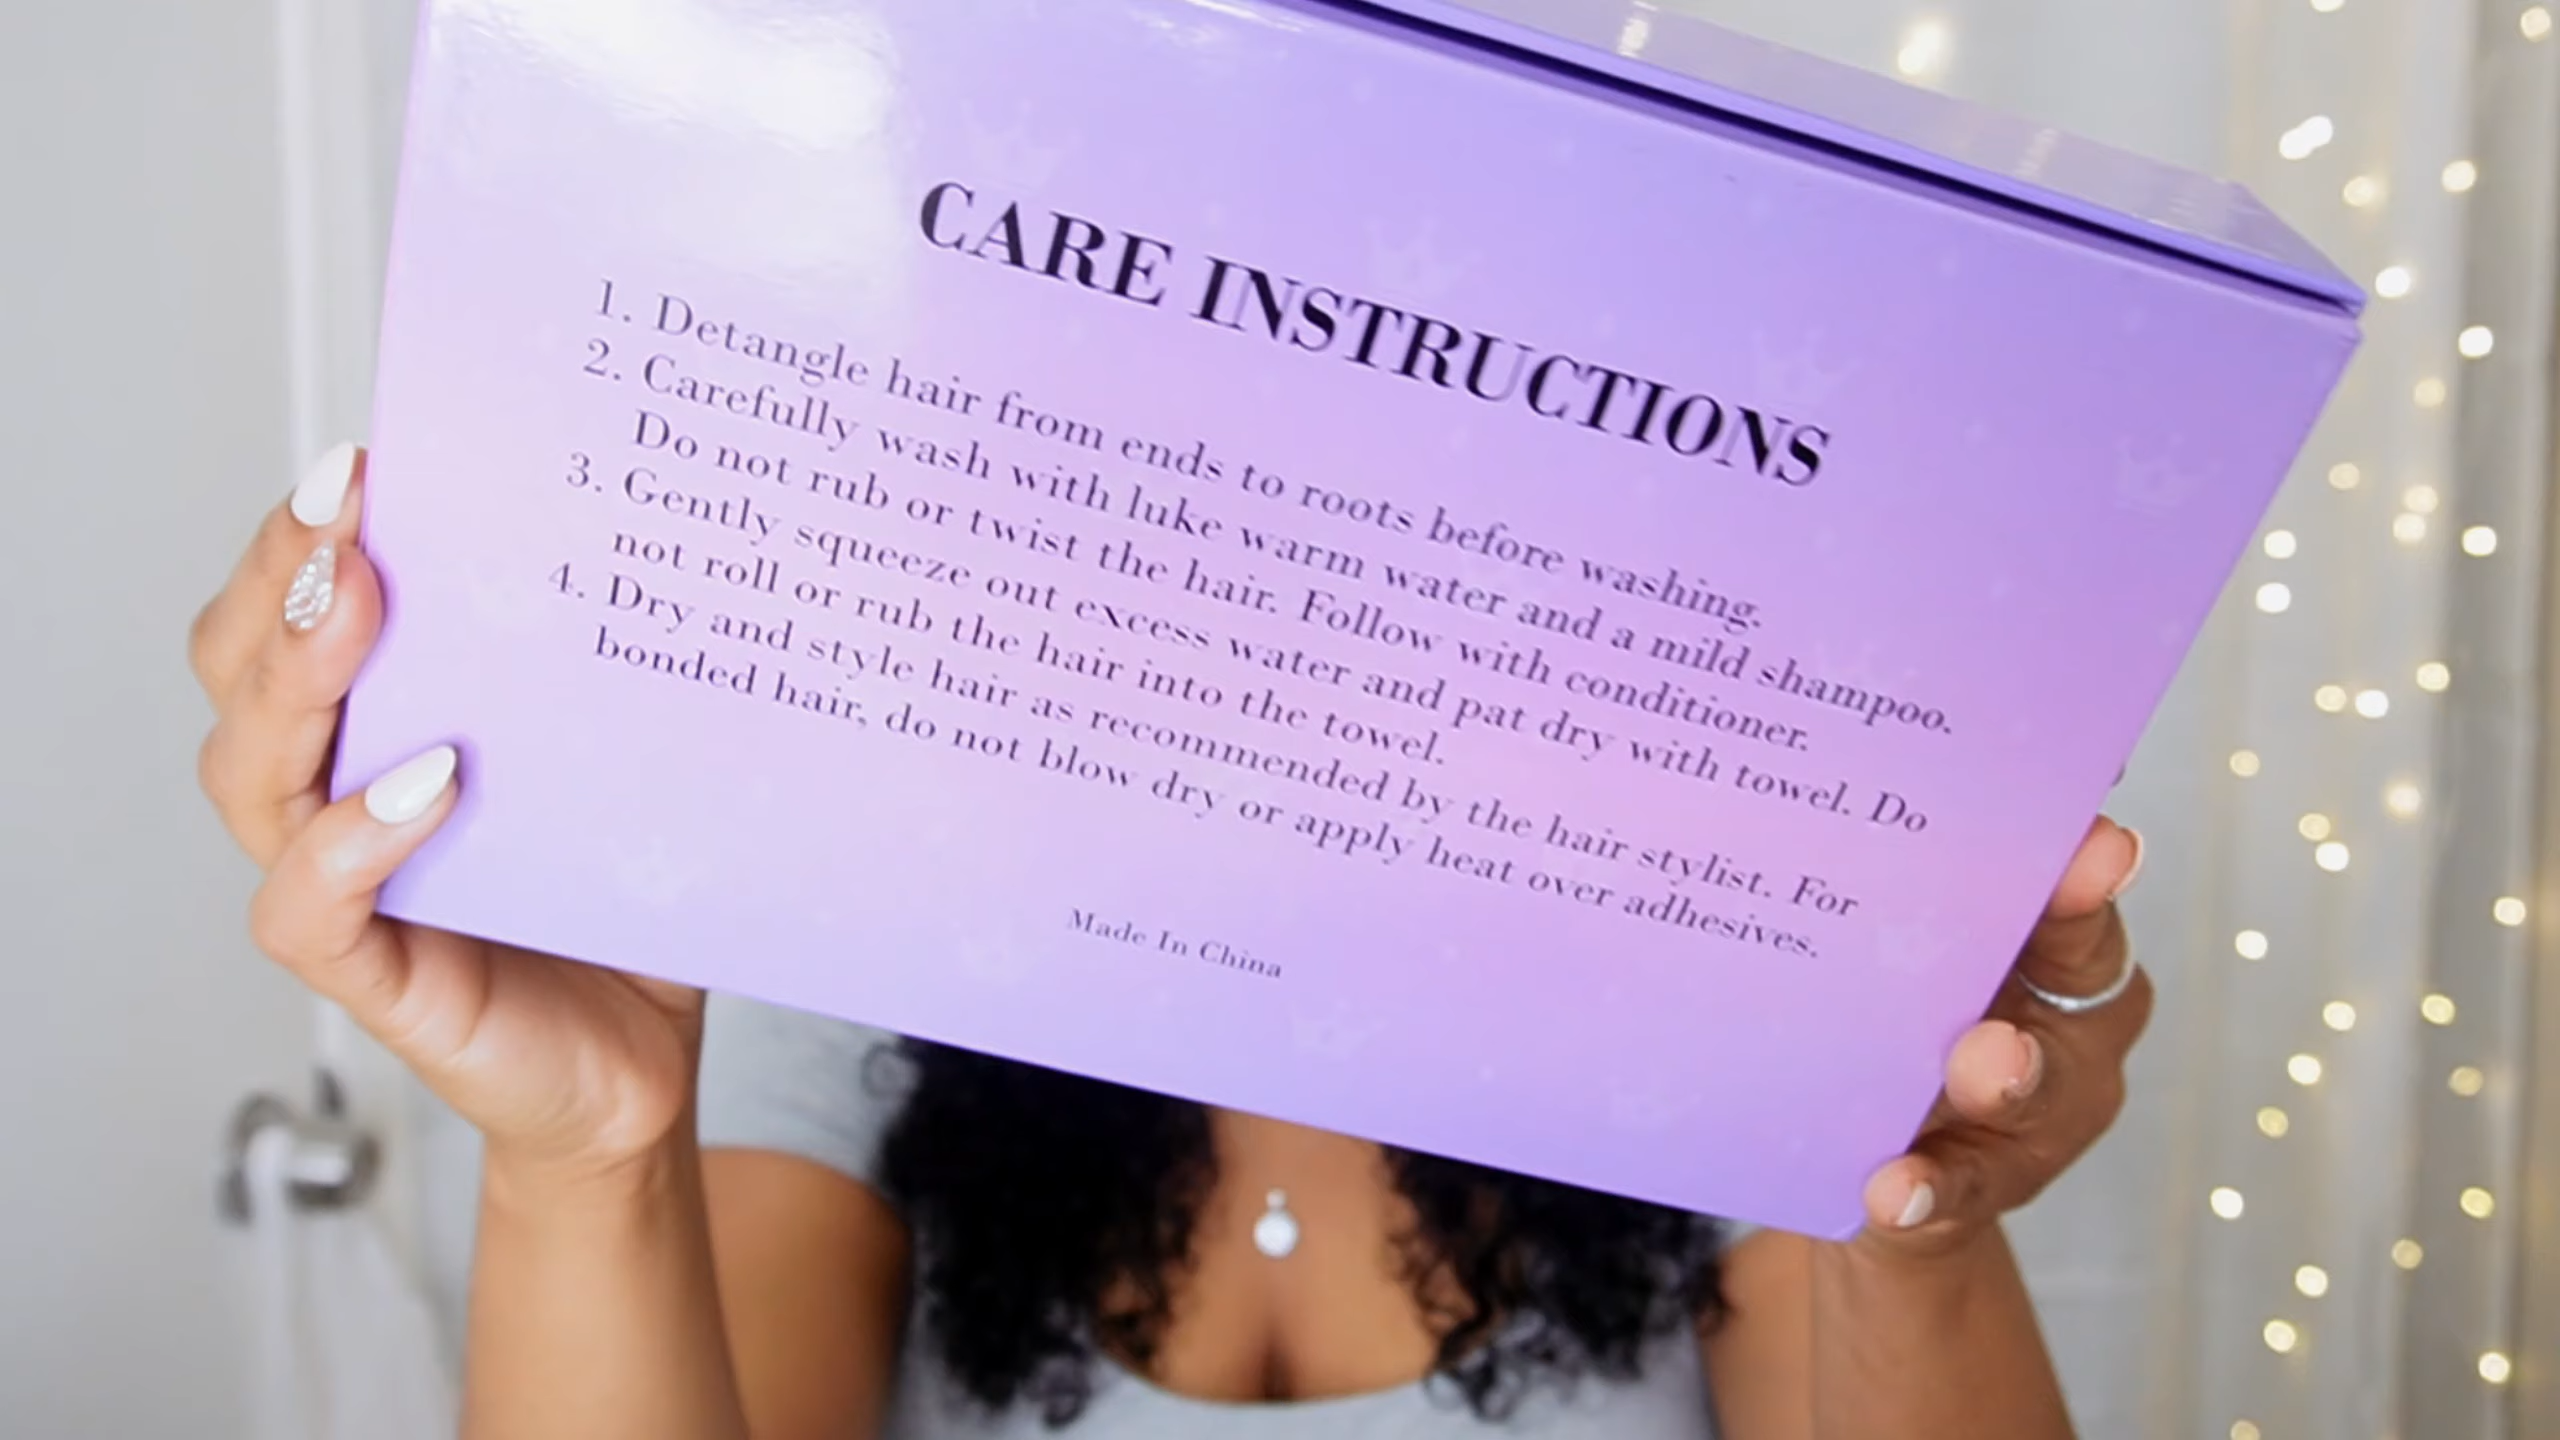 CARE INSTRUCTIONS
1. Detangle hair from ends to roots before washing.
2. Carefully wash with luke warm water and a mild shampoo.
Do not rub or twist the hair. Follow with conditioner.
3. Gently squeeze out excess water and pat dry with towel. Do
not roll or rub the hair into the towel.
4. Dry and style hair as recommended by the hair stylist. For
bonded hair, do not blow dry or apply heat over adhesives.
Made In China